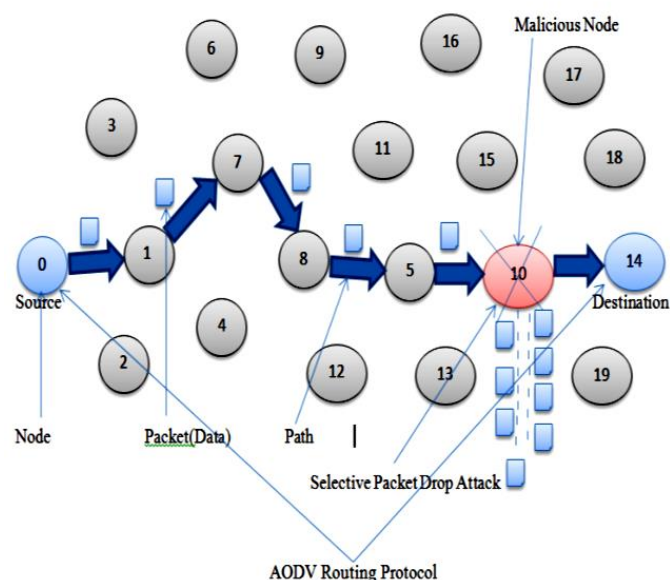 Malicious Node
6
9
16
17
3
7
11
15
18
0
1
8
5
10
14
Source
Destination
2
4
12
13
19
Node
Packet(Data)
Path
Selective Packet Drop Attack
AODV Routing Protocol